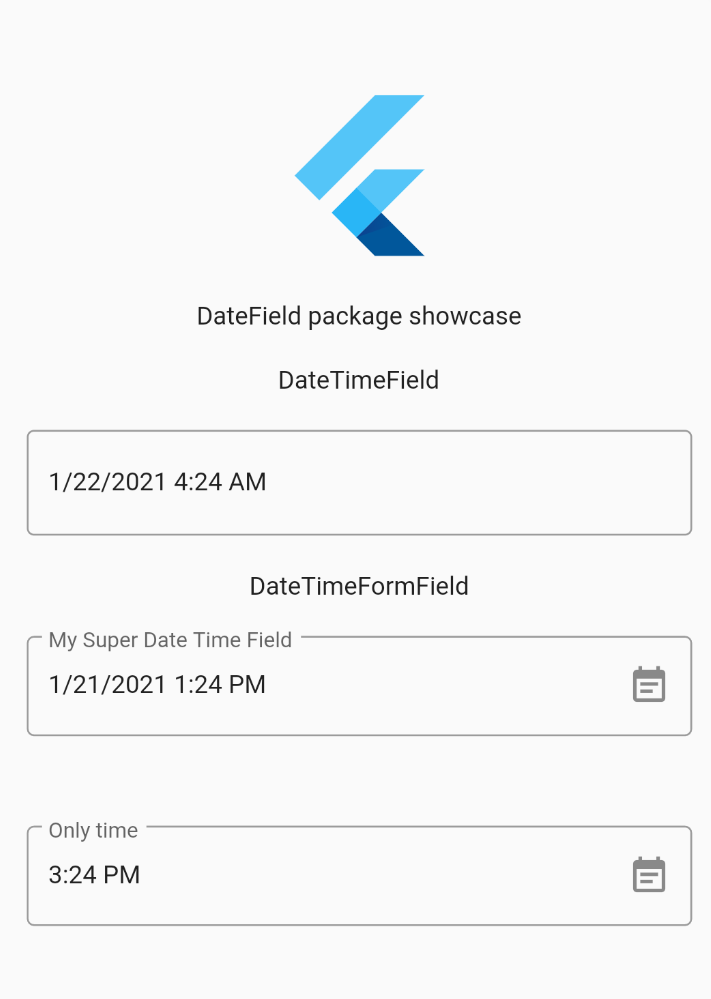 DateField package showcase
DateTimeField
1/22/2021 4:24 AM
DateTimeFormField
My Super Date Time Field
1/21/2021 1:24 PM
Only time
3:24 PM